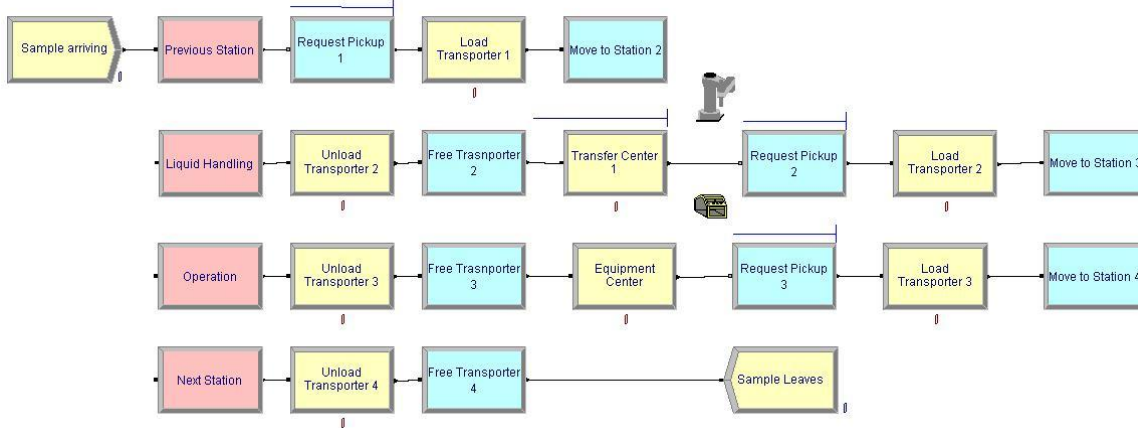 Sample arriving
Previous Station
Request Pickup
1
Load
Transporter 1
Move to Station 2
Liquid Handling
Unload
Transporter 2
Free Trasnporter
2
Transfer Center
1
Request Pickup
2
Load
Transporter 2
Move to Station 3
Operation
Unload
Transporter 3
Free Trasnporter
3
Equipment
Center
Request Pickup
3
Load
Transporter 3
Move to Station 4
Next Station
Unload
Transporter 4
Free Transporter
4
Sample Leaves